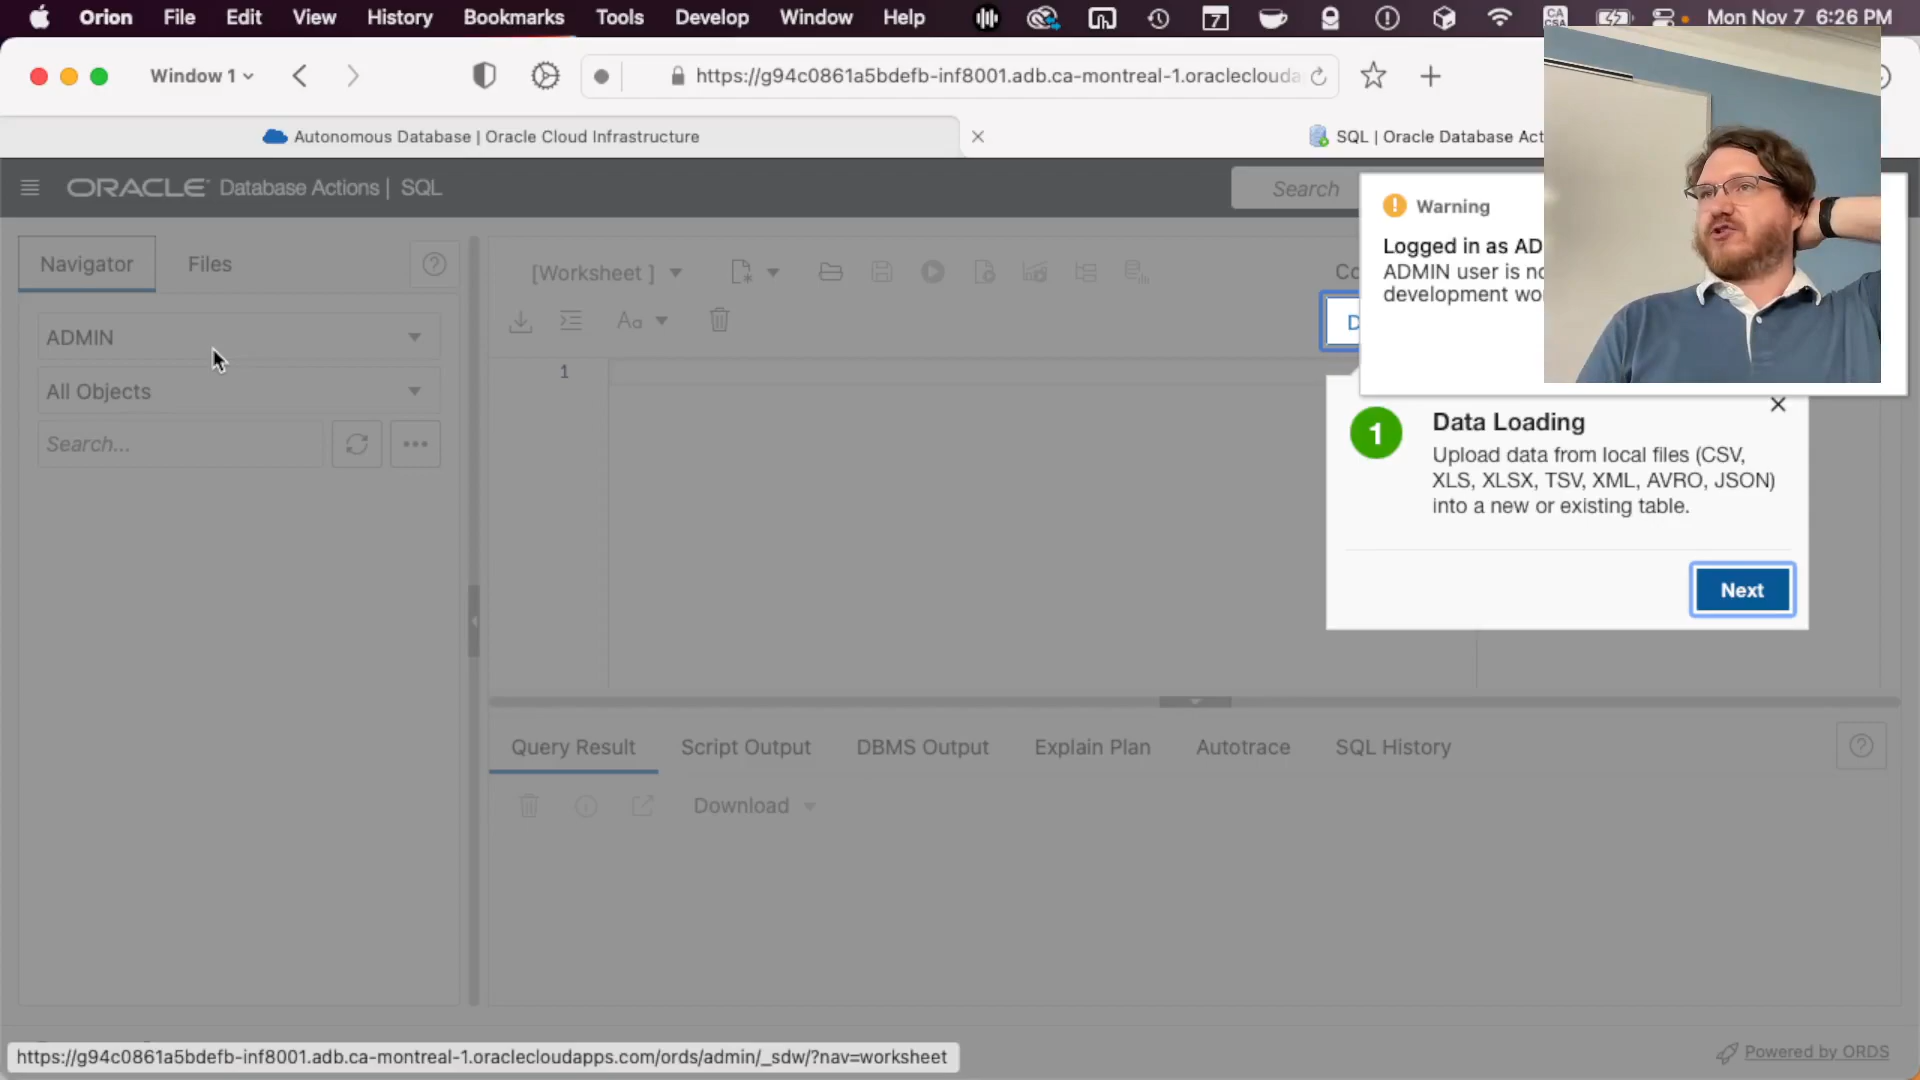 Orion File Edit View History Bookmarks Tools Develop Window Help 7 CA CSA Mon Nov 7 6:26 PM
Window 1 https://g94c0861a5bdefb-inf8001.adb.ca-montreal-1.oracleclouda
Autonomous Database | Oracle Cloud Infrastructure
SQL | Oracle Database Act
ORACLE Database Actions | SQL
Search
Warning
Logged in as AD
ADMIN user is no
development wo
Navigator
Files
[Worksheet ]
Aa
ADMIN
All Objects
Search...
1
1
Data Loading
Upload data from local files (CSV,
XLS, XLSX, TSV, XML, AVRO, JSON)
into a new or existing table.
Next
Query Result Script Output DBMS Output Explain Plan Autotrace SQL History
Download
https://g94c0861a5bdefb-inf8001.adb.ca-montreal-1.oraclecloudapps.com/ords/admin/_sdw/?nav=worksheet
Powered by ORDS